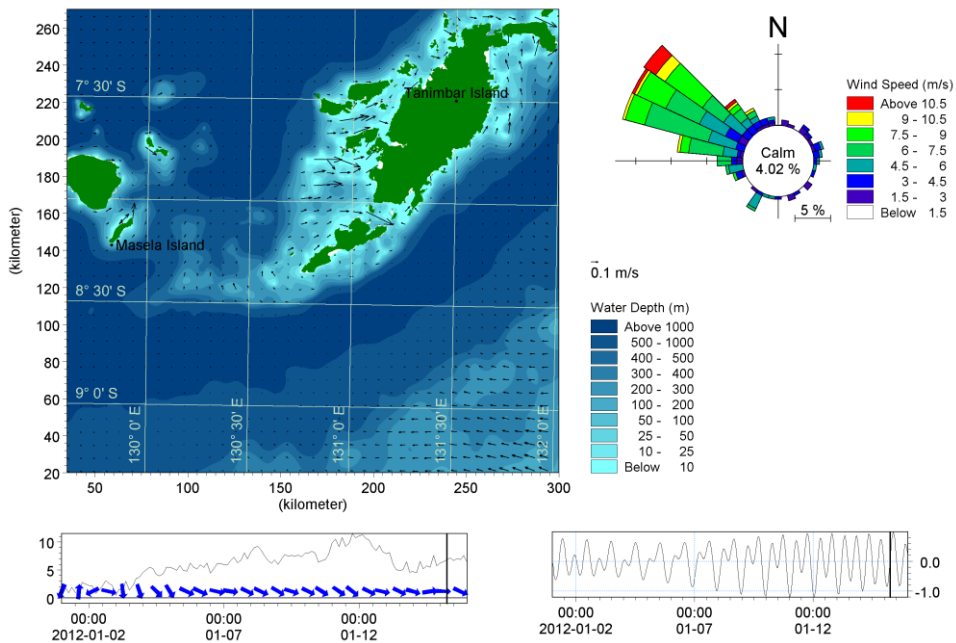 260
240
220
200
180
160
140
120
100
80
60
40
20
(kilometer)
7° 30' S
Tanimbar Island
Masela Island
8° 30' S
9° 0' S
130° 0' E
130° 30' E
131° 0' E
131° 30' E
132° 0' E
50 100 150 200 250 300
(kilometer)
N
Calm
4.02 %
5 %
Wind Speed (m/s)
Above 10.5
9 - 10.5
7.5 - 9
6 - 7.5
4.5 - 6
3 - 4.5
1.5 - 3
Below 1.5
0.1 m/s
Water Depth (m)
Above 1000
500 - 1000
400 - 500
300 - 400
200 - 300
100 - 200
50 - 100
25 - 50
10 - 25
Below 10
10
5
0
00:00 00:00 00:00
2012-01-02 01-07 01-12
0.0
-1.0
00:00 00:00 00:00
2012-01-02 01-07 01-12